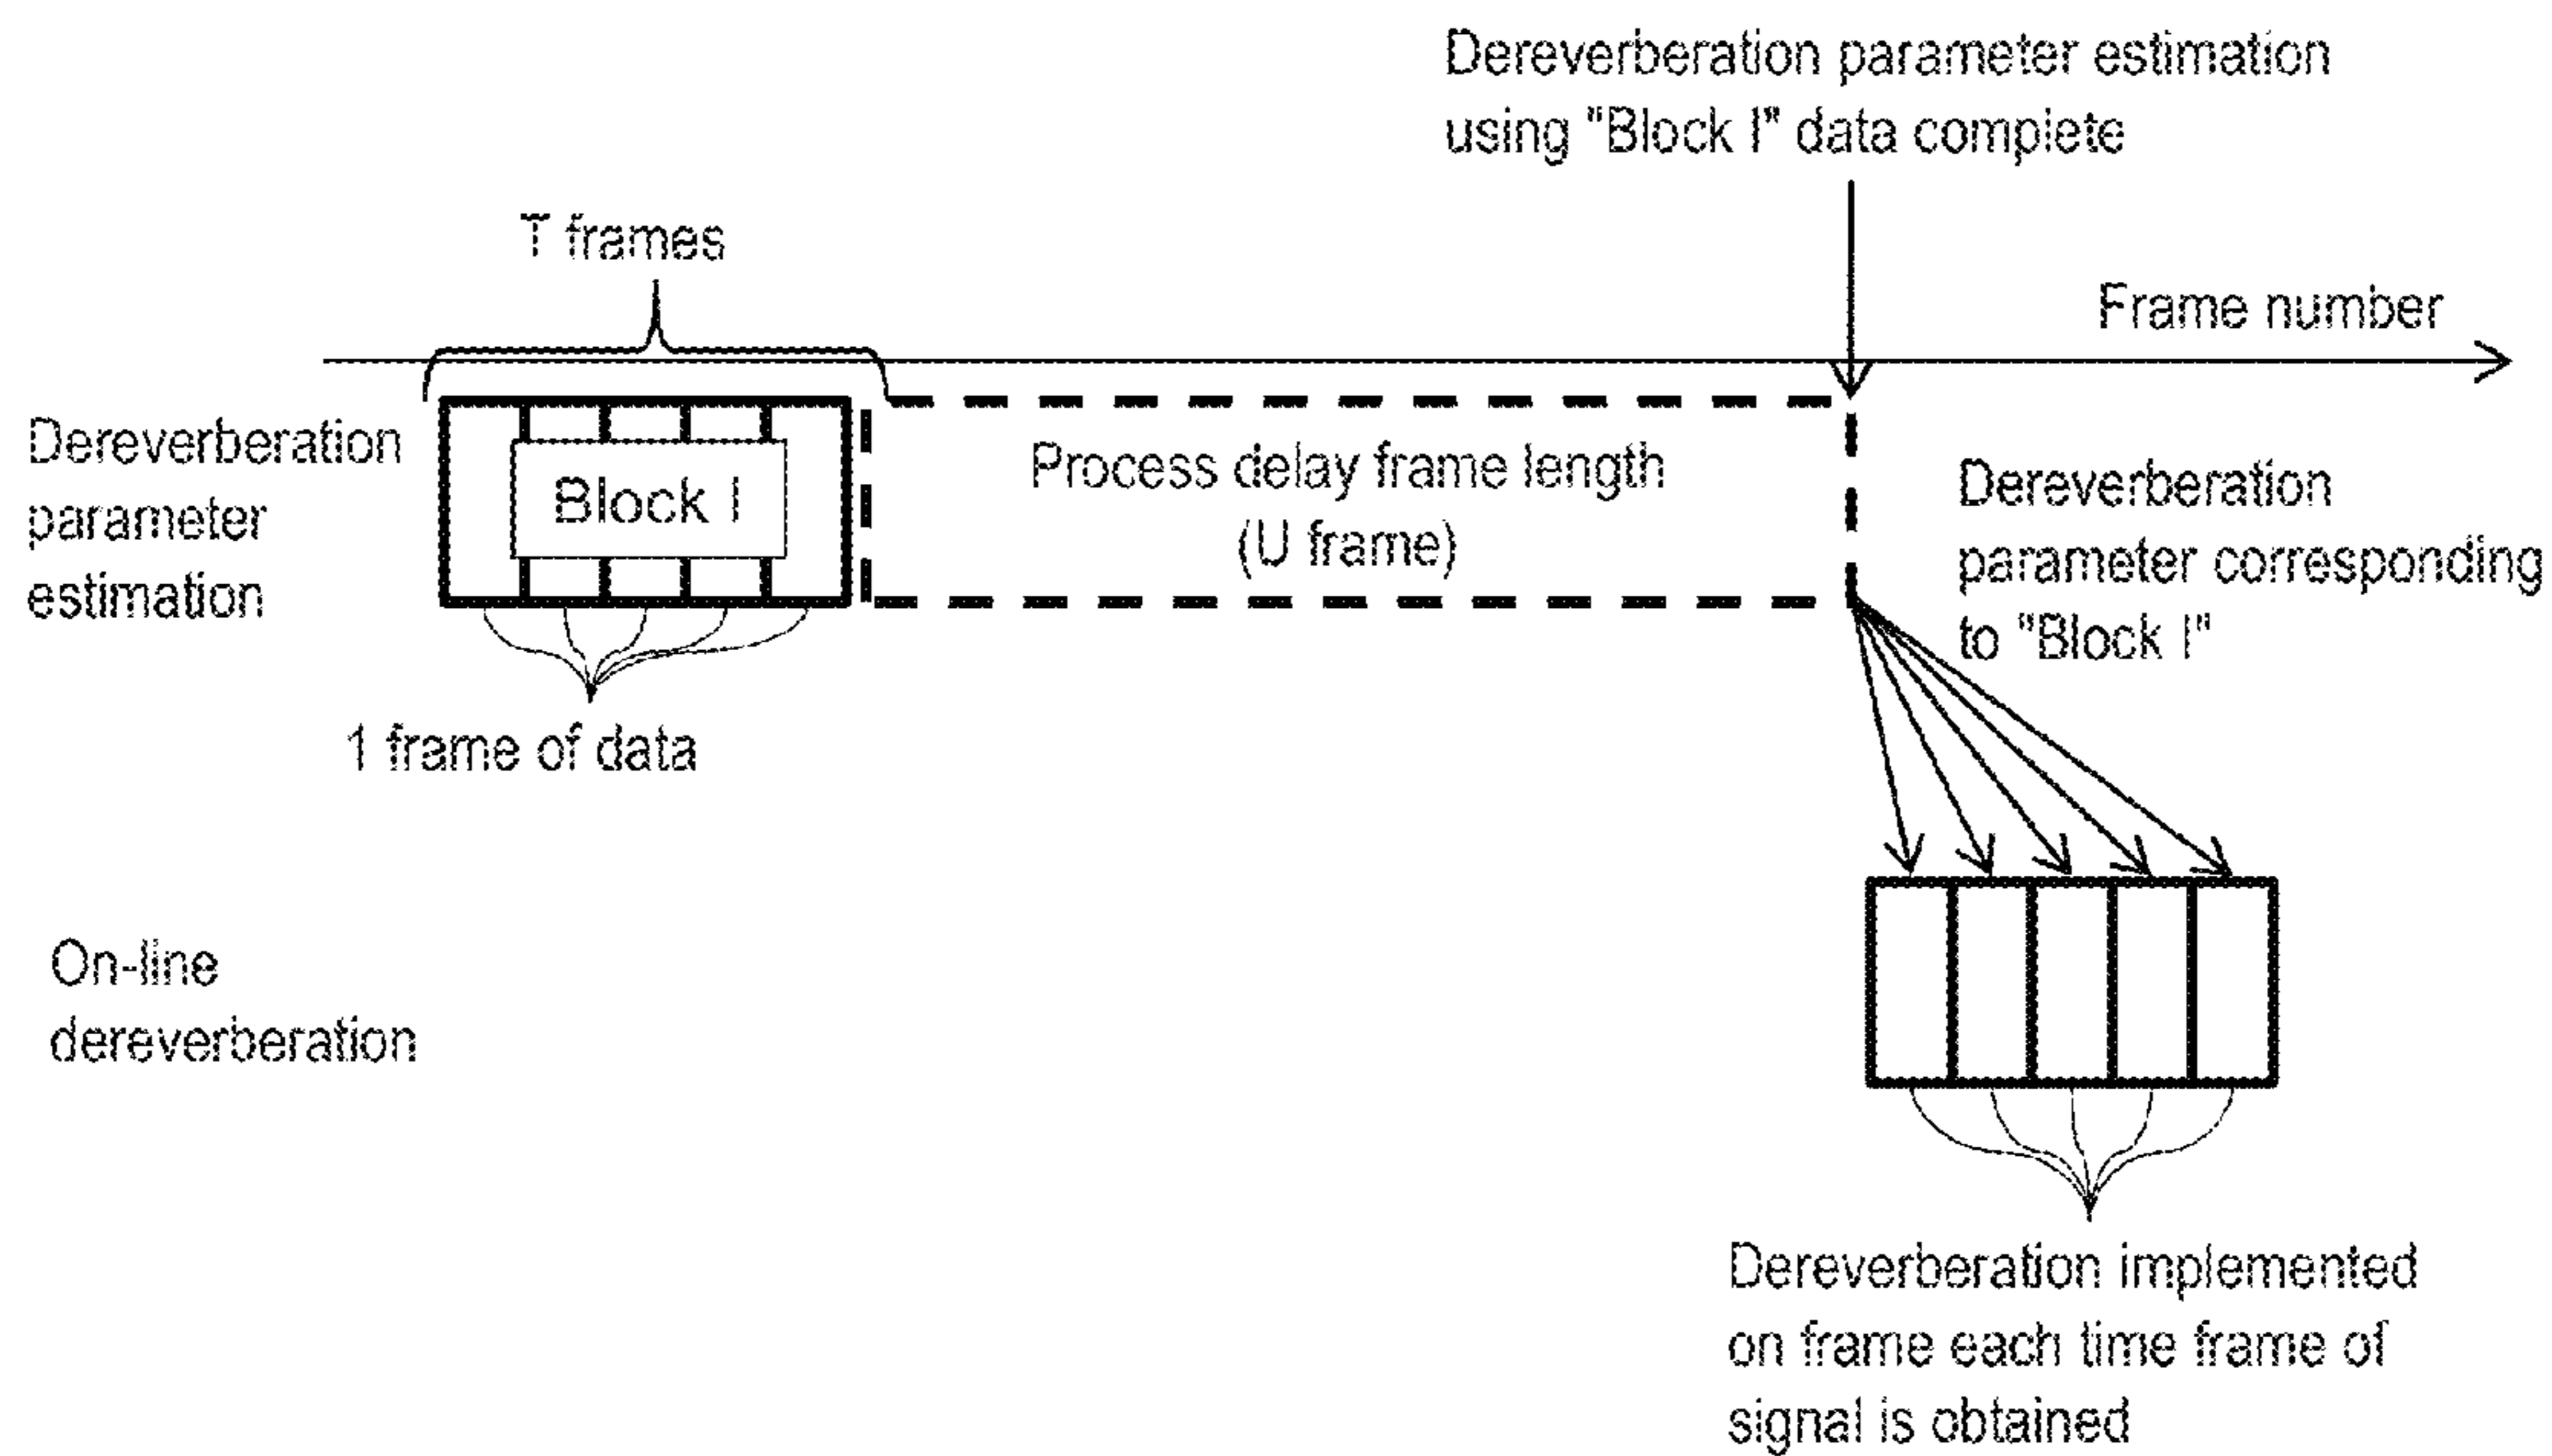 Dereverberation parameter estimation
using "Block I" data complete
T frames
Frame number
Dereverberation
parameter
estimation
Block I
Process delay frame length
(U frame)
Dereverberation
parameter corresponding
to "Block I"
1 frame of data
On-line
dereverberation
Dereverberation implemented
on frame each time frame of
signal is obtained